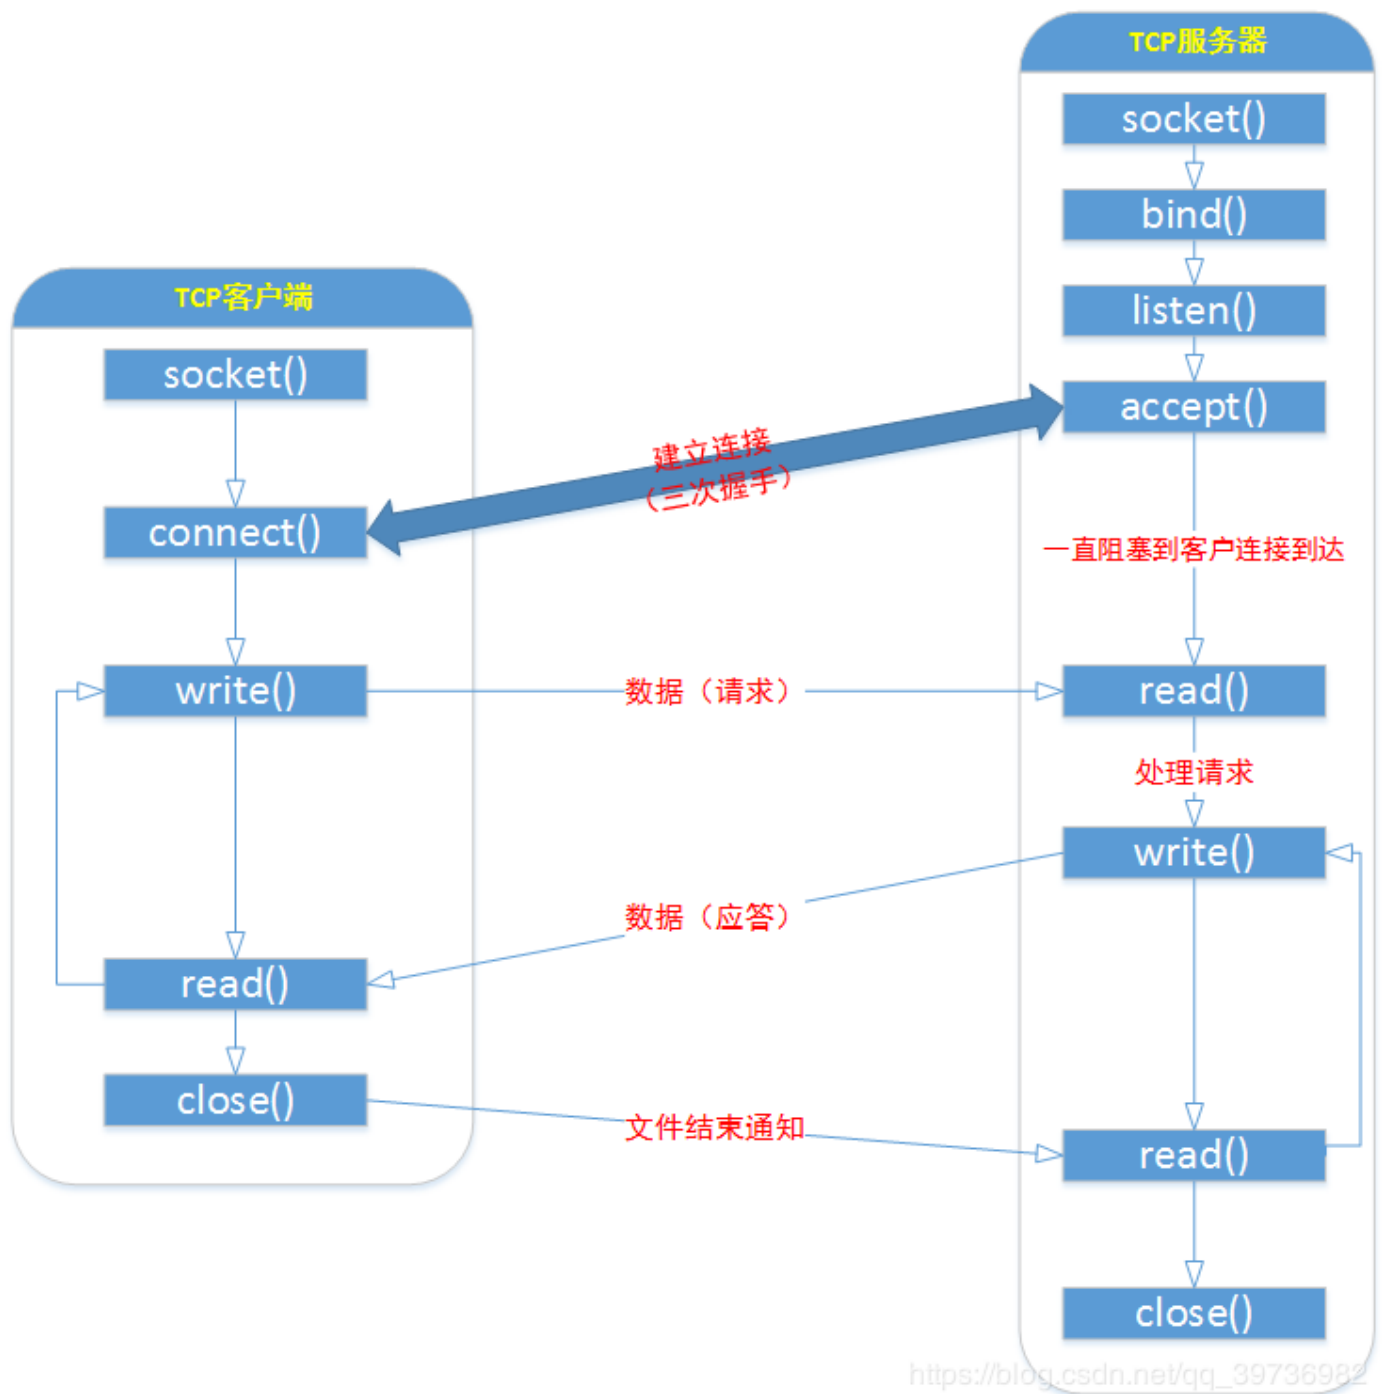 TCP服务器
socket()
bind()
listen()
accept()
TCP客户端
socket()
connect()
建立连接
（三次握手）
一直阻塞到客户连接到达
write()
数据（请求）
read()
处理请求
write()
数据（应答）
read()
close()
文件结束通知
read()
close()
https://blog.csdn.net/qq_39736982